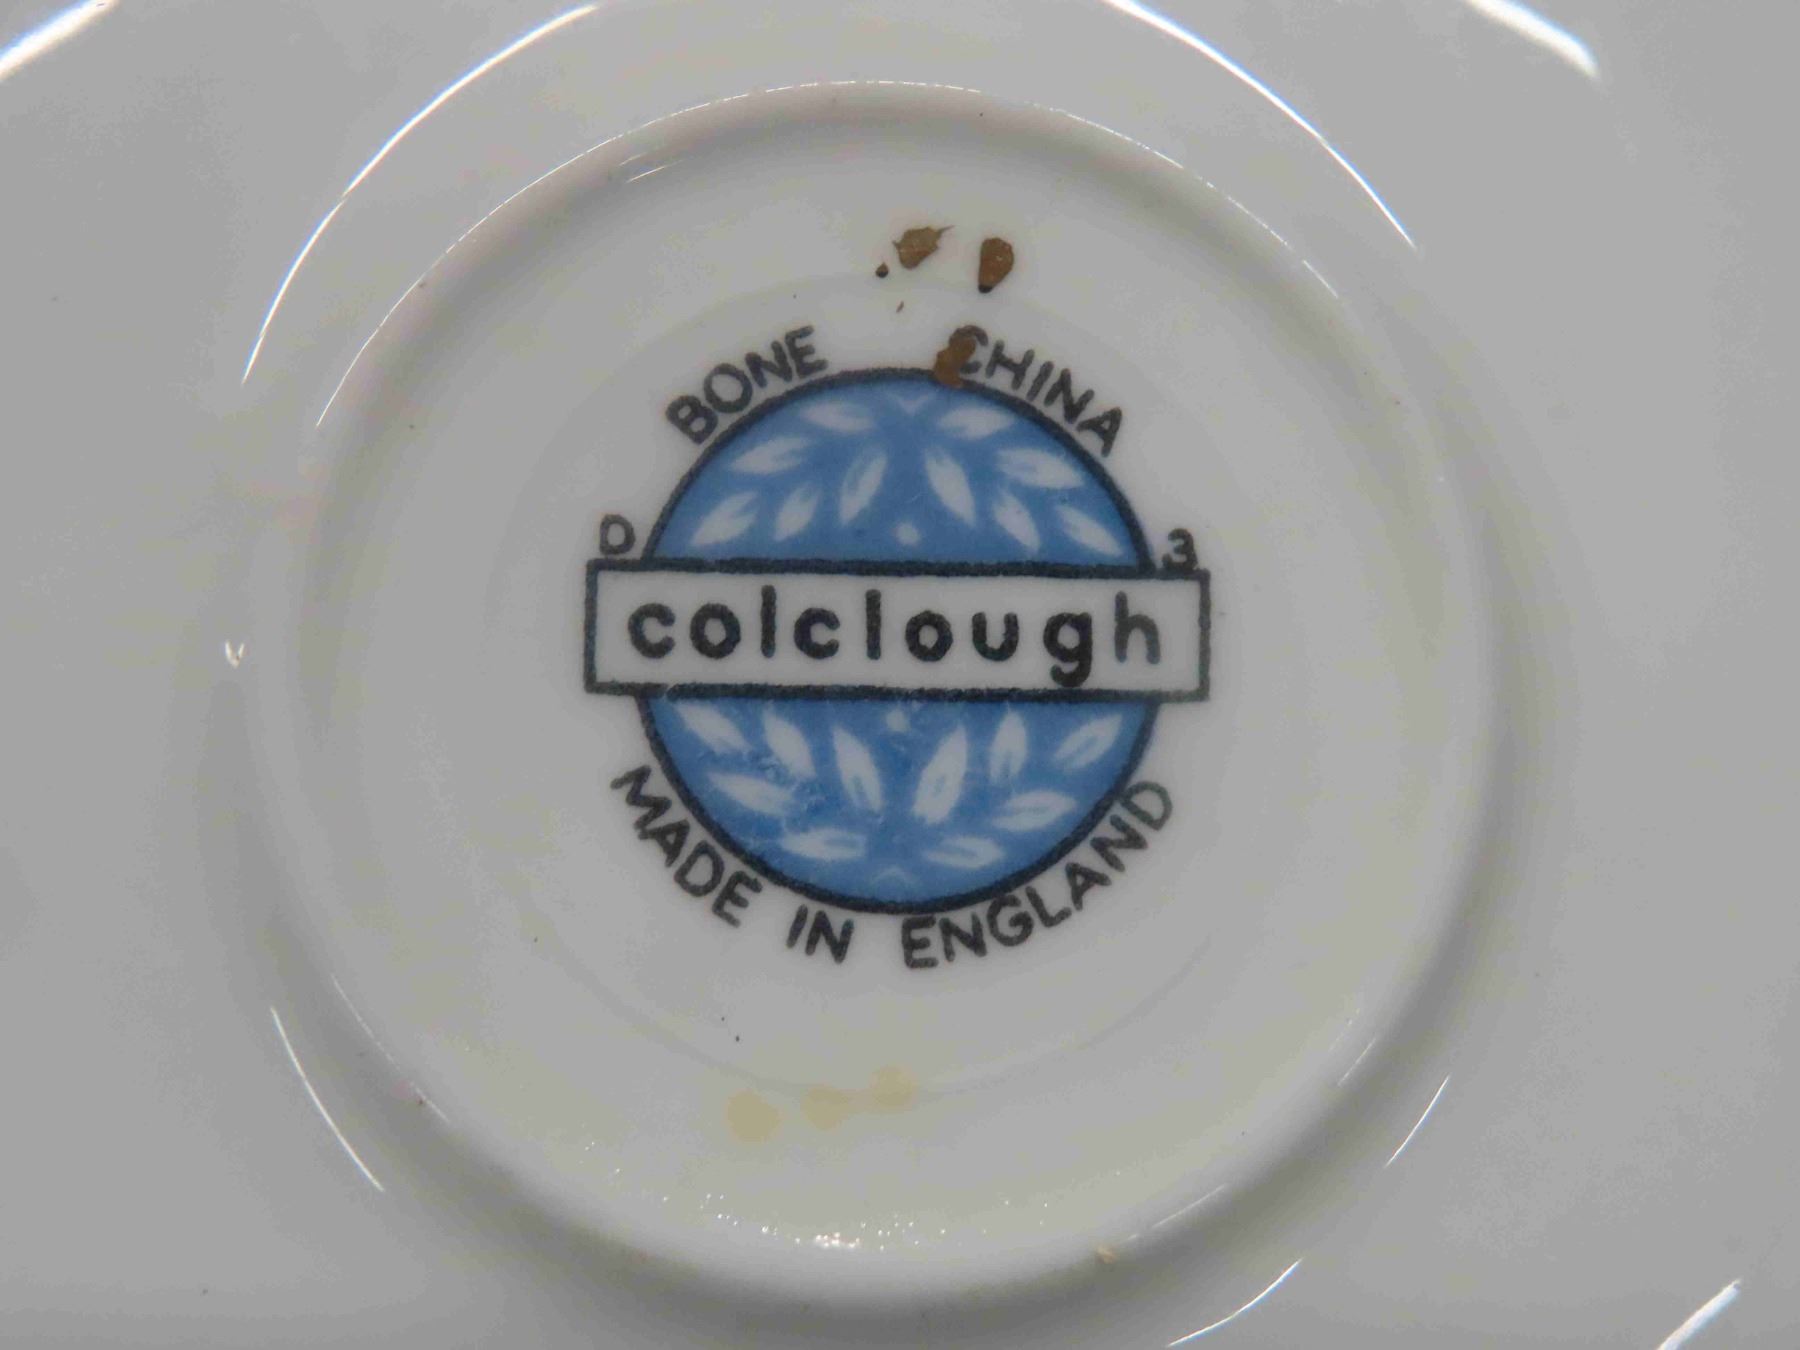 BONE CHINA
D 3
colclough
MADE IN ENGLAND